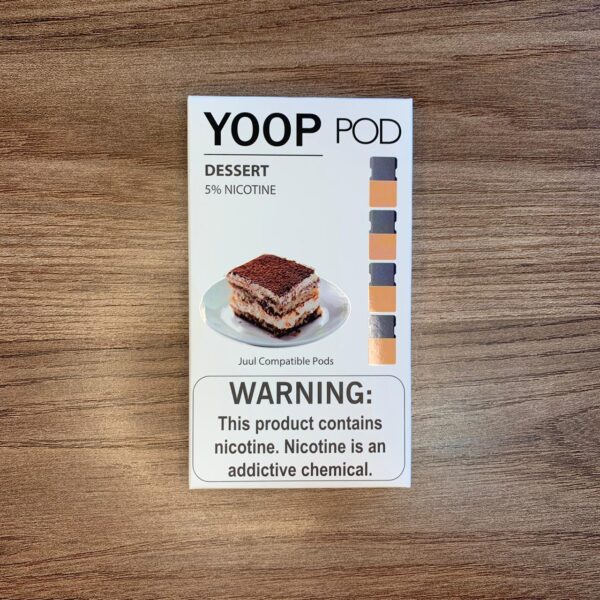 YOOP POD
DESSERT
5% NICOTINE
Juul Compatible Pods
WARNING:
This product contains
nicotine. Nicotine is an
addictive chemical.